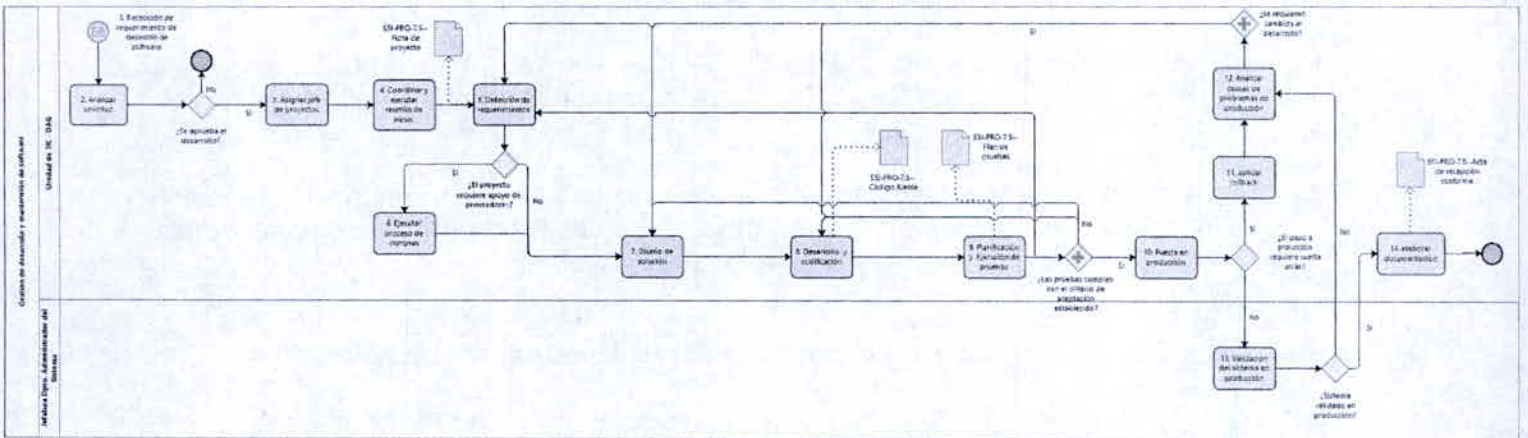 Gestión de desarrollo y mantención de software
Unidad de TIC - DAG
Jefatura Dpto. Administrador del
Sistema
1. Recepción de
requerimiento de
desarrollo de
software
2. Analizar
solicitud
¿Se aprueba el
desarrollo?
No
Si
3. Asignar jefe
de proyectos
4. Coordinar y
ejecutar
reunión de
inicio
ESI-PRO-7.5--
Ficha de
proyecto
5. Definición de
requerimientos
¿El proyecto
requiere apoyo de
proveedores?
Si
No
6. Ejecutar
proceso de
compras
7. Diseño de
solución
8. Desarrollo y
codificación
ESI-PRO-7.5--
Código fuente
ESI-PRO-7.5--
Plan de
pruebas
9. Planificación
y Ejecución de
pruebas
¿Las pruebas cumplen
con el criterio de
aceptación
establecido?
No
Si
10. Puesta en
producción
¿El paso a
producción
requiere vuelta
atrás?
Si
No
11. Aplicar
rollback
12. Analizar
causas de
problemas en
producción
¿Se requieren
cambios al
desarrollo?
Si
13. Validación
del sistema en
producción
¿Sistema
validado en
producción?
No
Si
14.
documentación
ESI-PRO-7.5--Acta
de recepción
conforme